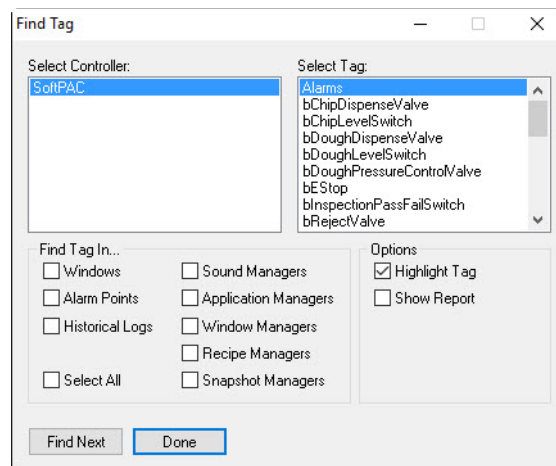 Find Tag
Select Controller:
SoftPAC
Select Tag:
Alarms
bChipDispenseValve
bChipLevelSwitch
bDoughDispenseValve
bDoughLevelSwitch
bDoughPressureControlValve
bEStop
bInspectionPassFailSwitch
bRejectValve
Find Tag In...
Windows
Sound Managers
Alarm Points
Application Managers
Historical Logs
Window Managers
Recipe Managers
Select All
Snapshot Managers
Options
Highlight Tag
Show Report
Find Next
Done